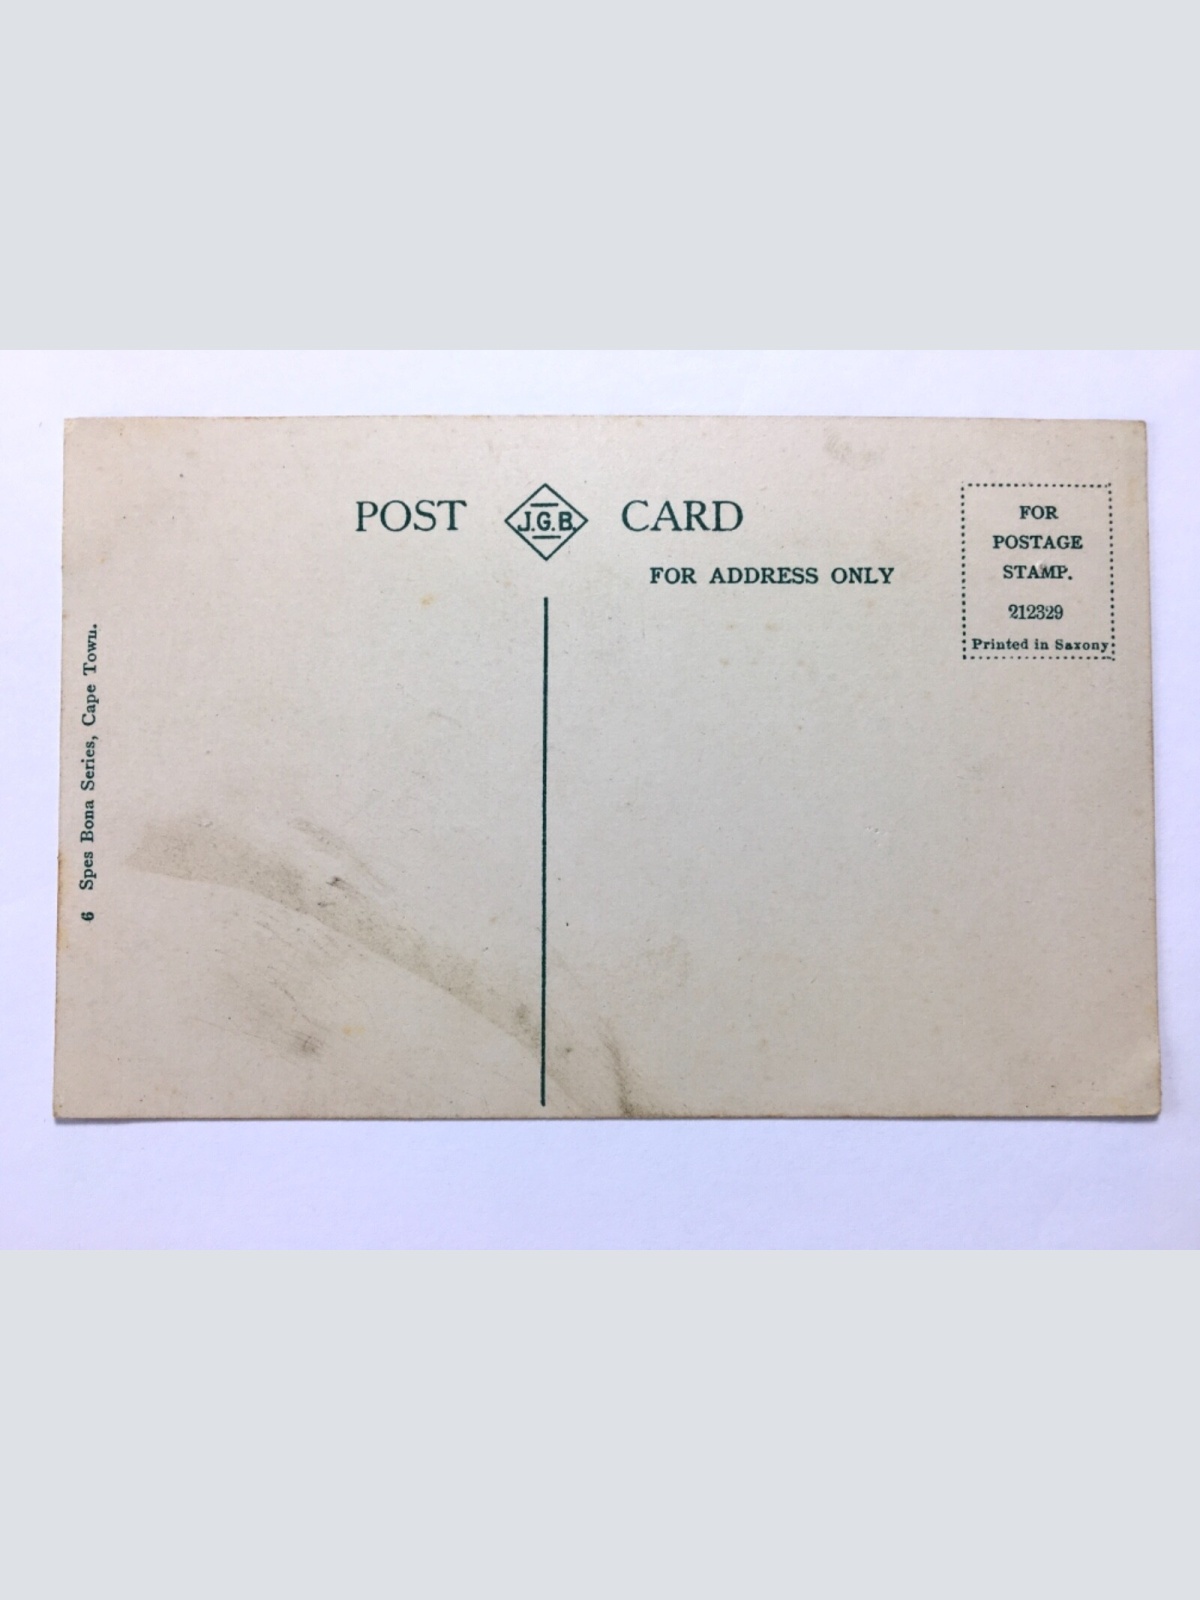 POST J.G.B. CARD
FOR ADDRESS ONLY
FOR
POSTAGE
STAMP.
212329
Printed in Saxony
6 Spes Bona Series, Cape Town.